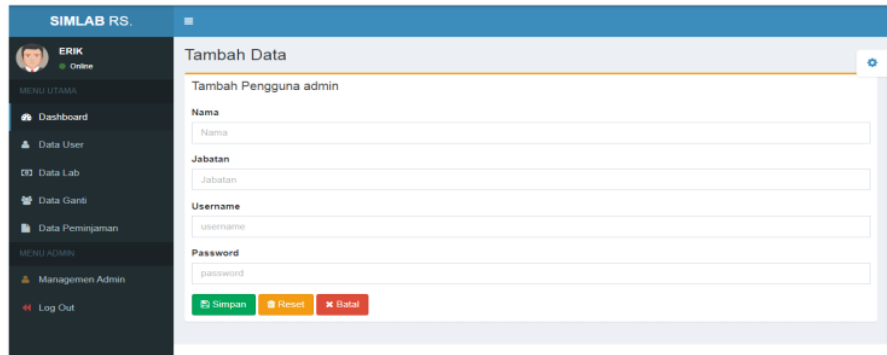 SIMLAB RS.
ERIK
Online
MENU UTAMA
Dashboard
Data User
Data Lab
Data Ganti
Data Peminjaman
MENU ADMIN
Managemen Admin
Log Out
Tambah Data
Tambah Pengguna admin
Nama
Nama
Jabatan
Jabatan
Username
username
Password
password
Simpan Reset Batal